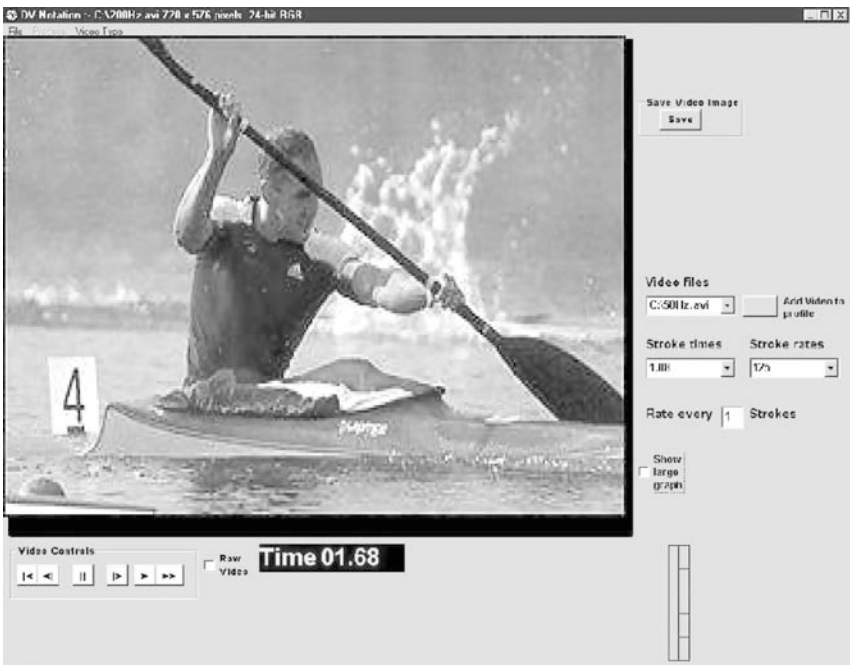 DV Notation :- C:\200Hz.avi 720 x 576 pixels 24-bit RGB
File Process Video Type
Save Video Image
Save
Video files
C:\50Hz.avi
Add Video to
profile
Stroke times
Stroke rates
125
Rate every 1 Strokes
Show
large
graph
4
Video Controls
Raw
Video
Time 01.68